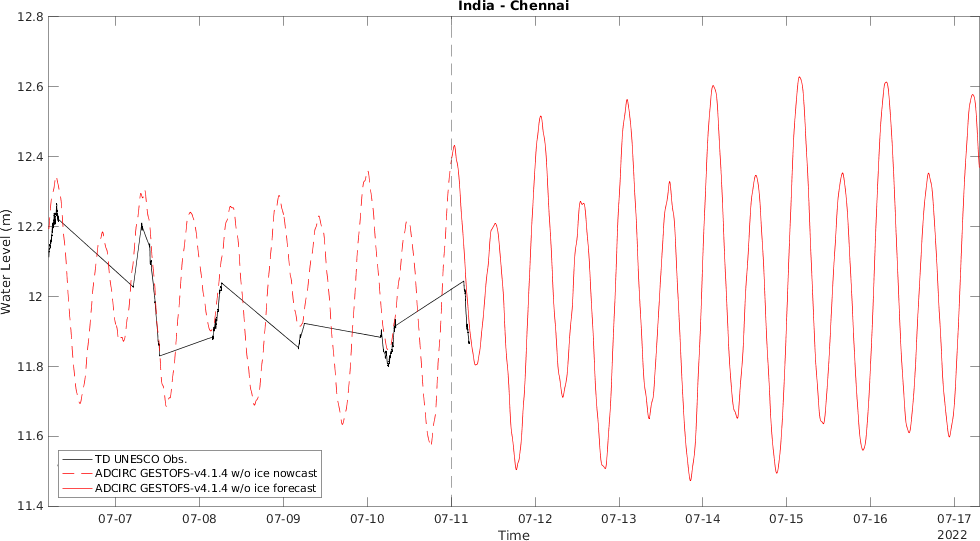 India - Chennai
12.8
12.6
12.4
12.2
12
11.8
11.6
11.4
Water Level (m)
TD UNESCO Obs.
ADCIRC GESTOFS-v4.1.4 w/o ice nowcast
ADCIRC GESTOFS-v4.1.4 w/o ice forecast
07-07 07-08 07-09 07-10 07-11 07-12 07-13 07-14 07-15 07-16 07-17
Time
2022